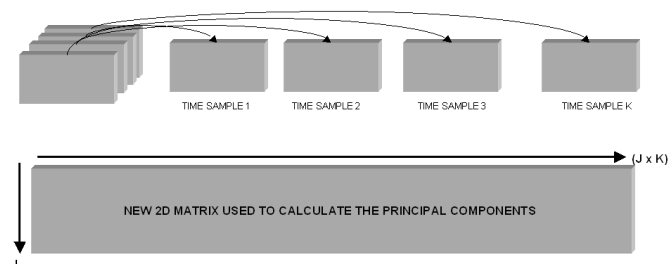 TIME SAMPLE 1
TIME SAMPLE 2
TIME SAMPLE 3
TIME SAMPLE K
(J x K)
NEW 2D MATRIX USED TO CALCULATE THE PRINCIPAL COMPONENTS